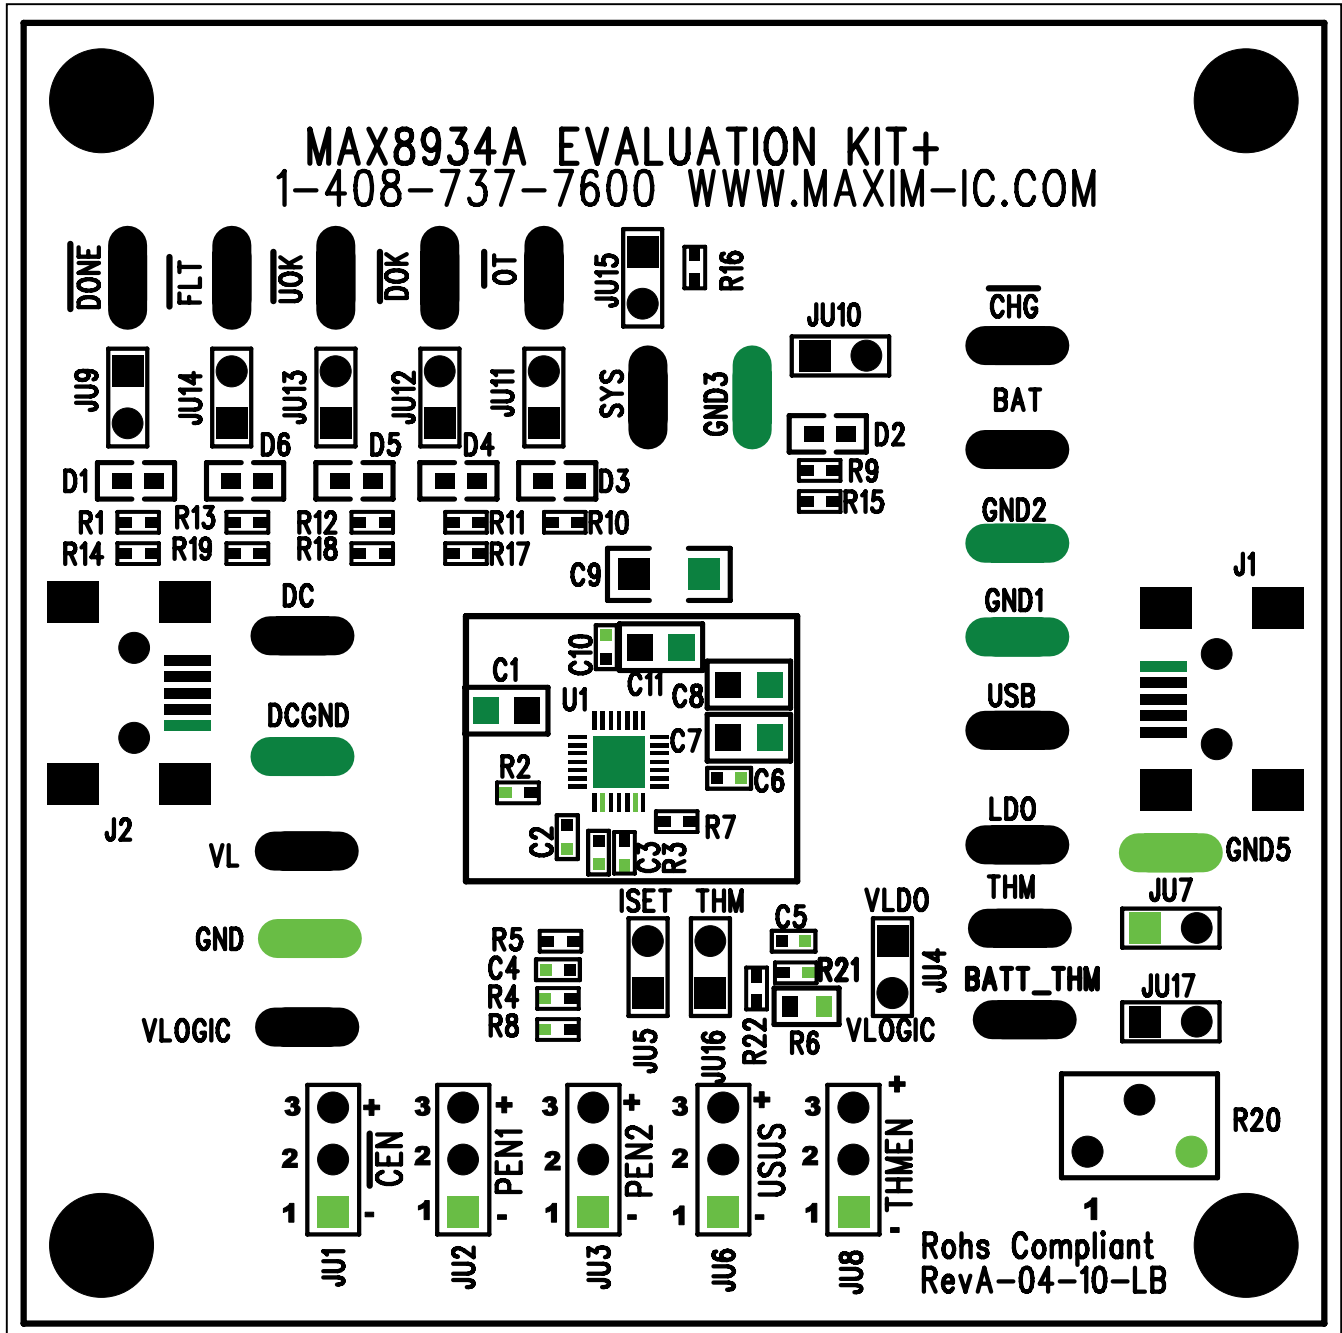 MAX8934A EVALUATION KIT+
1-408-737-7600 WWW.MAXIM-IC.COM
DONE
FLT
UOK
DOK
OT
JU15
R16
CHG
JU10
JU9
JU14
JU13
JU12
JU11
SYS
GND3
BAT
D1
D6
D5
D4
D3
D2
R9
R15
R1
R13
R12
R11
R10
R14
R19
R18
R17
GND2
C9
J1
DC
GND1
C10
C11
C1
U1
C8
USB
DCGND
C7
C6
R2
J2
C2
C3
R3
R7
LDO
VL
GND5
THM
JU7
ISET
THM
VLDO
C5
GND
R5
C4
R4
R8
R21
JU4
BATT_THM
JU17
VLOGIC
JU5
JU16
R22
R6
VLOGIC
3 +
2 CEN
1 -
JU1
3 +
2 PEN1
1 -
JU2
3 +
2 PEN2
1 -
JU3
3 +
2 USUS
1 -
JU6
3 +
2 THMEN
1 -
JU8
R20
1
Rohs Compliant
RevA-04-10-LB